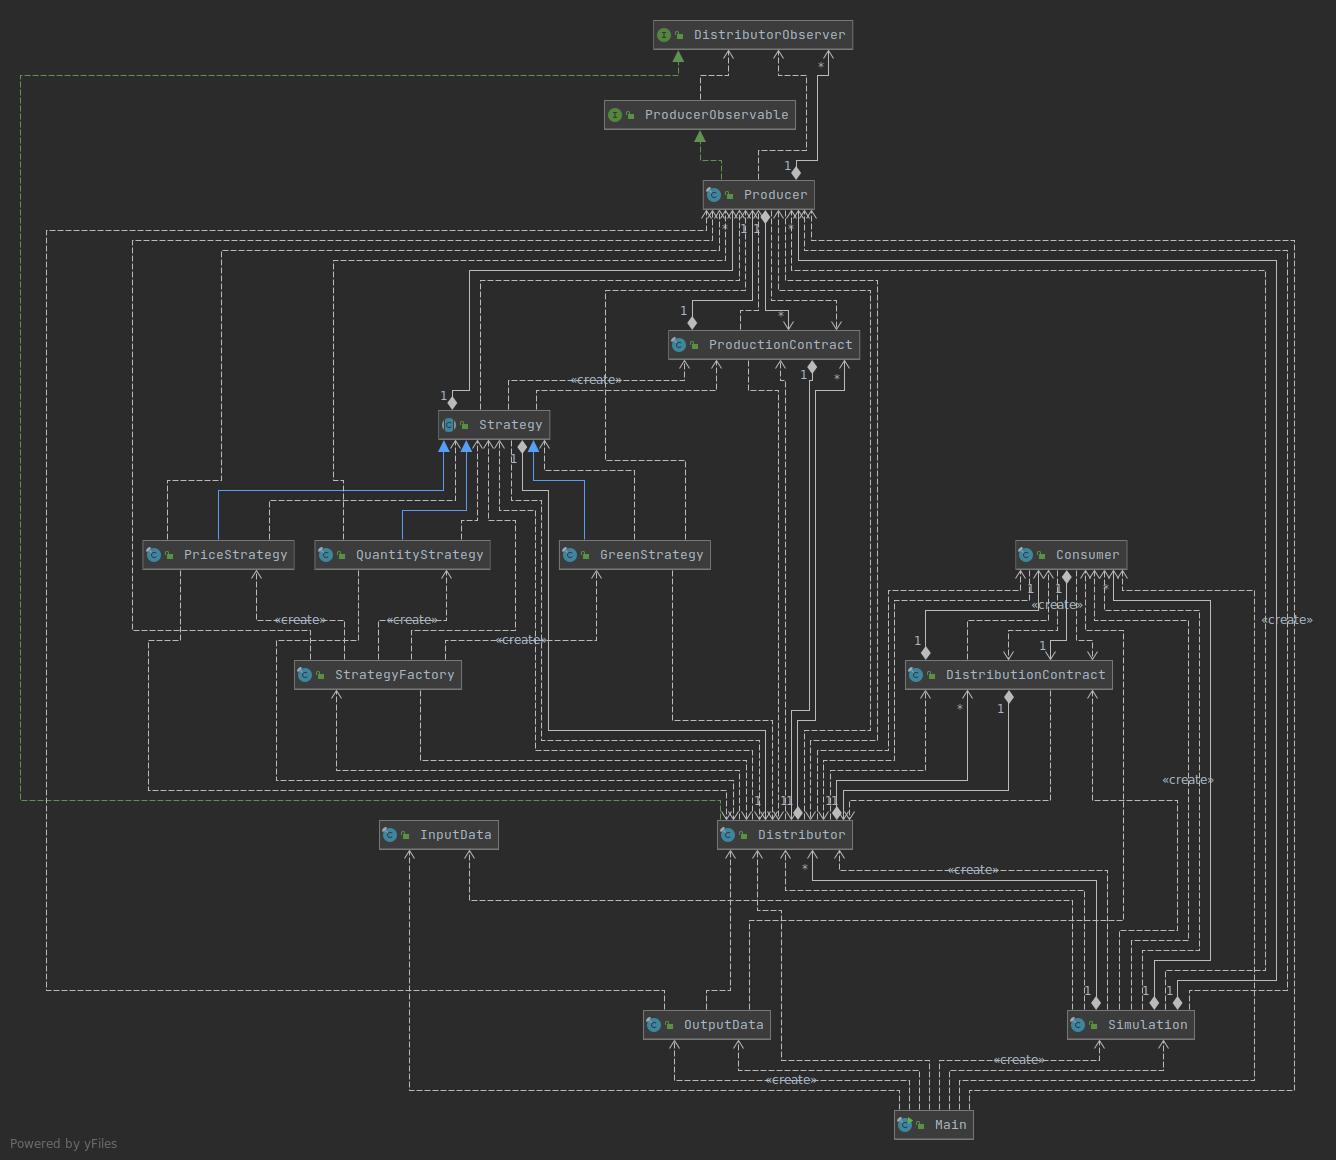 DistributorObserver
*
ProducerObservable
1
Producer
* 1 1 *
1
*
ProductionContract
1 *
«create»
1
Strategy
1
PriceStrategy
QuantityStrategy
GreenStrategy
Consumer
1 1 *
«create»
«create» «create» «create»
«create»
1 1
StrategyFactory
DistributionContract
* 1
«create»
1 11 11
InputData
Distributor
* «create»
1 1 1
OutputData
Simulation
«create»
«create»
Main
Powered by yFiles